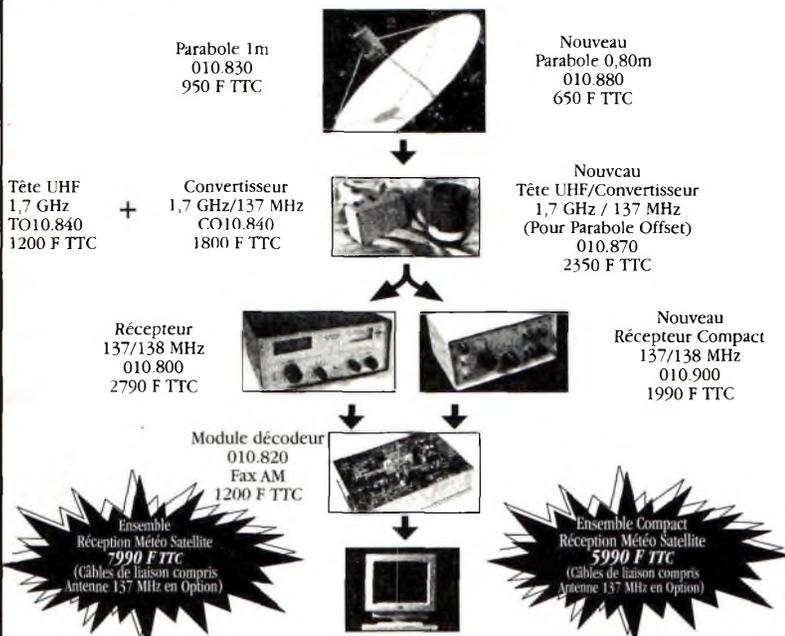 Parabole 1m
010.830
950 F TTC
Nouveau
Parabole 0,80m
010.880
650 F TTC
Tête UHF
1,7 GHz
TO10.840
1200 F TTC
+
Convertisseur
1,7 GHz/137 MHz
CO10.840
1800 F TTC
Nouveau
Tête UHF/Convertisseur
1,7 GHz / 137 MHz
(Pour Parabole Offset)
010.870
2350 F TTC
Récepteur
137/138 MHz
010.800
2790 F TTC
Nouveau
Récepteur Compact
137/138 MHz
010.900
1990 F TTC
Module décodeur
010.820
Fax AM
1200 F TTC
Ensemble
Réception Météo Satellite
7990 F TTC
(Câbles de liaison compris
Antenne 137 MHz en Option)
Ensemble Compact
Réception Météo Satellite
5990 F TTC
(Câbles de liaison compris
Antenne 137 MHz en Option)